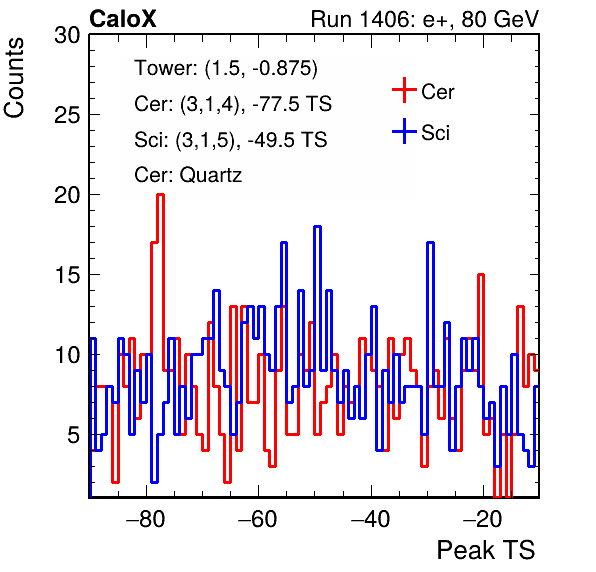 CaloX Run 1406: e+, 80 GeV
Counts
30
25
20
15
10
5
Tower: (1.5, -0.875)
Cer: (3,1,4), -77.5 TS
Sci: (3,1,5), -49.5 TS
Cer: Quartz
Cer
Sci
−80 −60 −40 −20
Peak TS